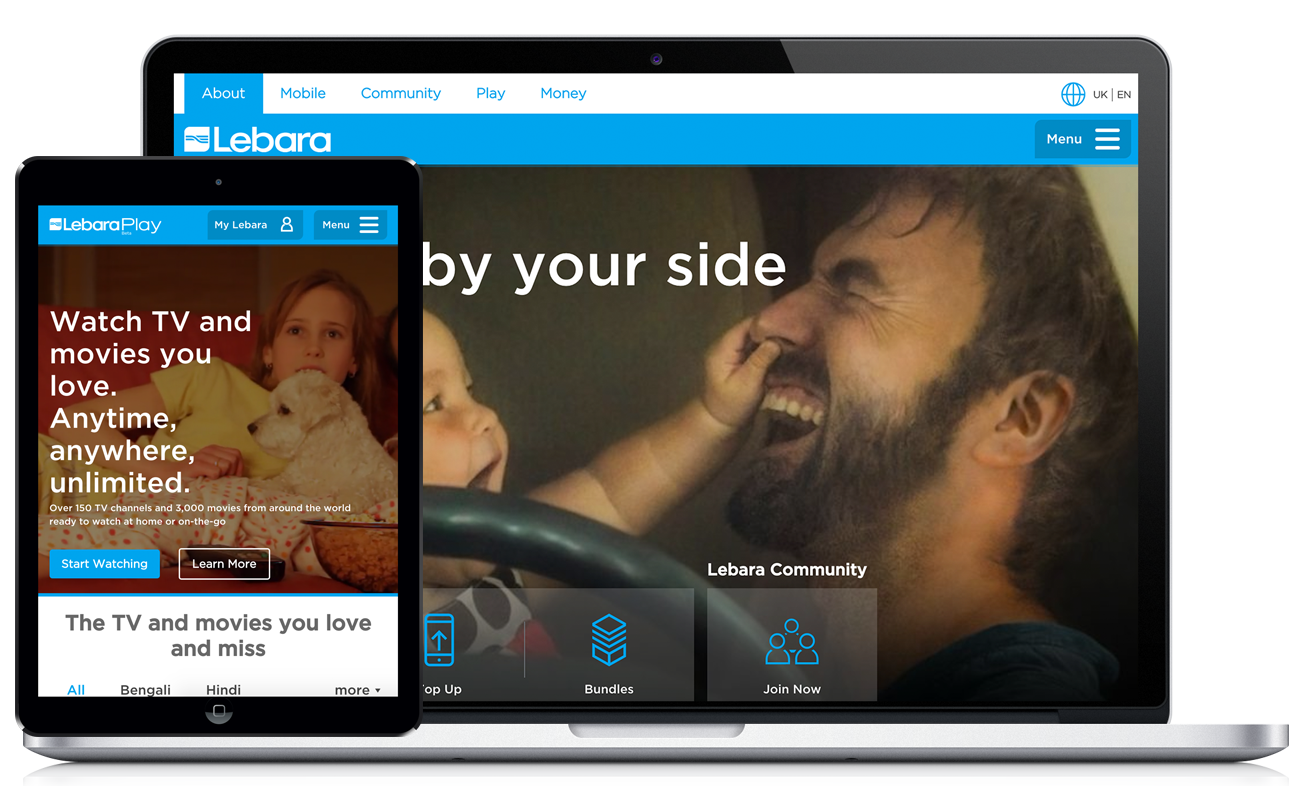 About
Mobile
Community
Play
Money
UK | EN
Lebara
Menu
by your side
Lebara Community
Up
Bundles
Join Now
LebaraPlay
Beta
My Lebara
Menu
Watch TV and
movies you
love.
Anytime,
anywhere,
unlimited.
Over 150 TV channels and 3,000 movies from around the world
ready to watch at home or on-the-go
Start Watching
Learn More
The TV and movies you love
and miss
All
Bengali
Hindi
more